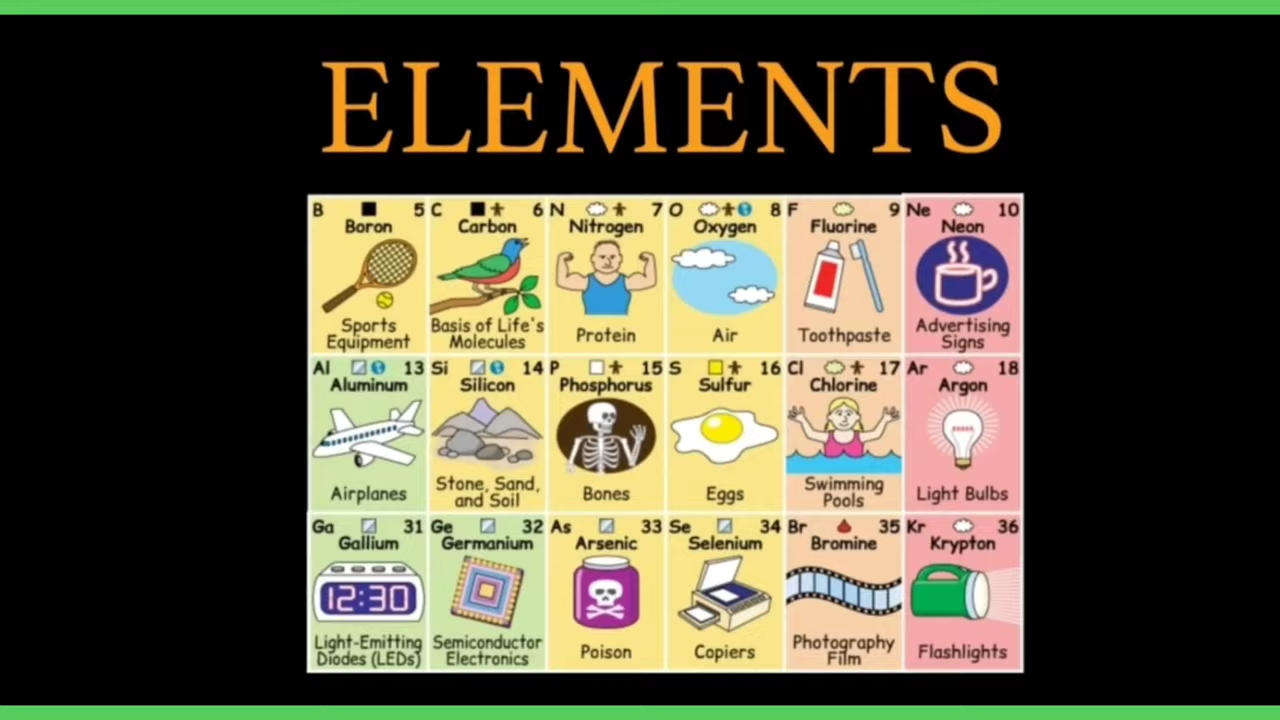 ELEMENTS
B 5
Boron
Sports
Equipment
C 6
Carbon
Basis of Life's
Molecules
N 7
Nitrogen
Protein
O 8
Oxygen
Air
F 9
Fluorine
Toothpaste
Ne 10
Neon
Advertising
Signs
Al 13
Aluminum
Airplanes
Si 14
Silicon
Stone, Sand,
and Soil
P 15
Phosphorus
Bones
S 16
Sulfur
Eggs
Cl 17
Chlorine
Swimming
Pools
Ar 18
Argon
Light Bulbs
Ga 31
Gallium
12:30
Light-Emitting
Diodes (LEDs)
Ge 32
Germanium
Semiconductor
Electronics
As 33
Arsenic
Poison
Se 34
Selenium
Copiers
Br 35
Bromine
Photography
Film
Kr 36
Krypton
Flashlights